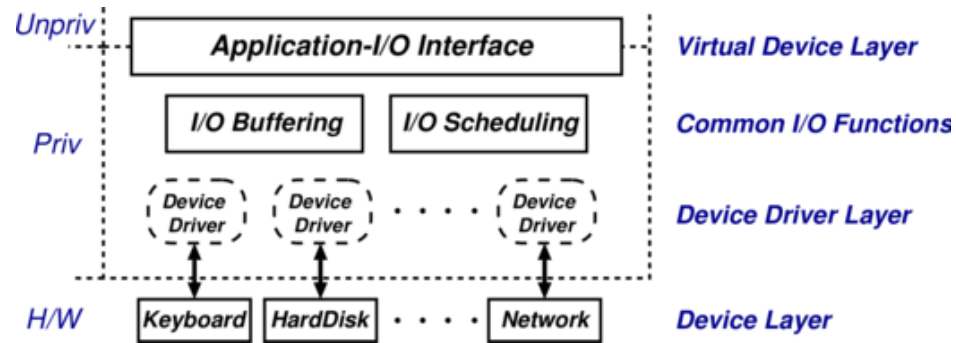 Unpriv
Application-I/O Interface
Virtual Device Layer
Priv
I/O Buffering
I/O Scheduling
Common I/O Functions
Device
Driver
Device
Driver
Device
Driver
Device Driver Layer
H/W
Keyboard
HardDisk
Network
Device Layer